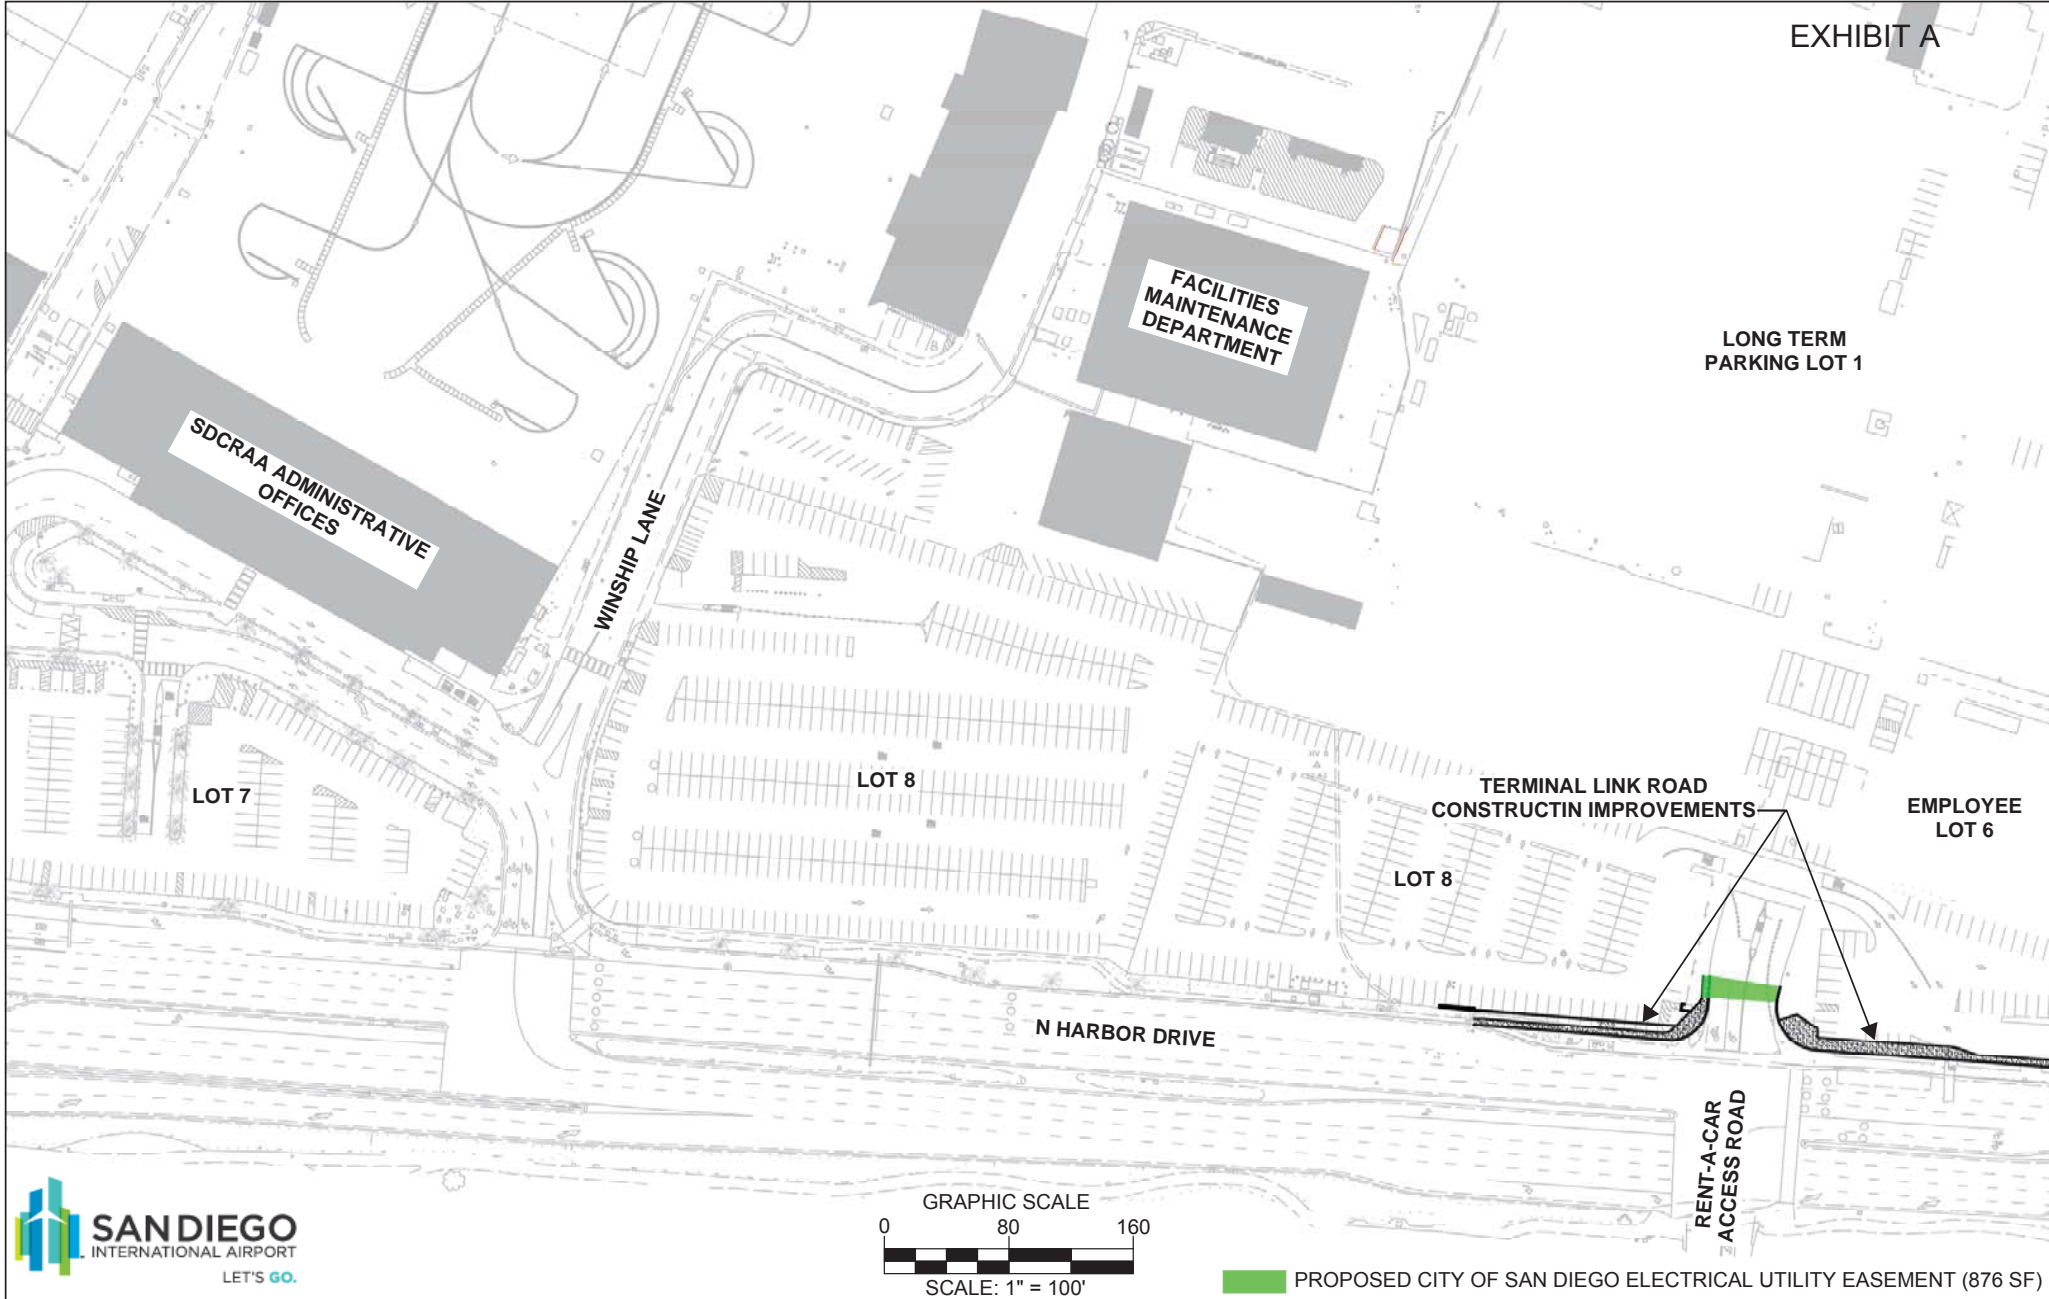 EXHIBIT A
FACILITIES
MAINTENANCE
DEPARTMENT
LONG TERM
PARKING LOT 1
SDCRAA ADMINISTRATIVE
OFFICES
WINSHIP LANE
LOT 7
LOT 8
TERMINAL LINK ROAD
CONSTRUCTIN IMPROVEMENTS
EMPLOYEE
LOT 6
LOT 8
N HARBOR DRIVE
RENT-A-CAR
ACCESS ROAD
SAN DIEGO
INTERNATIONAL AIRPORT
LET'S GO.
GRAPHIC SCALE
0 80 160
SCALE: 1" = 100'
PROPOSED CITY OF SAN DIEGO ELECTRICAL UTILITY EASEMENT (876 SF)